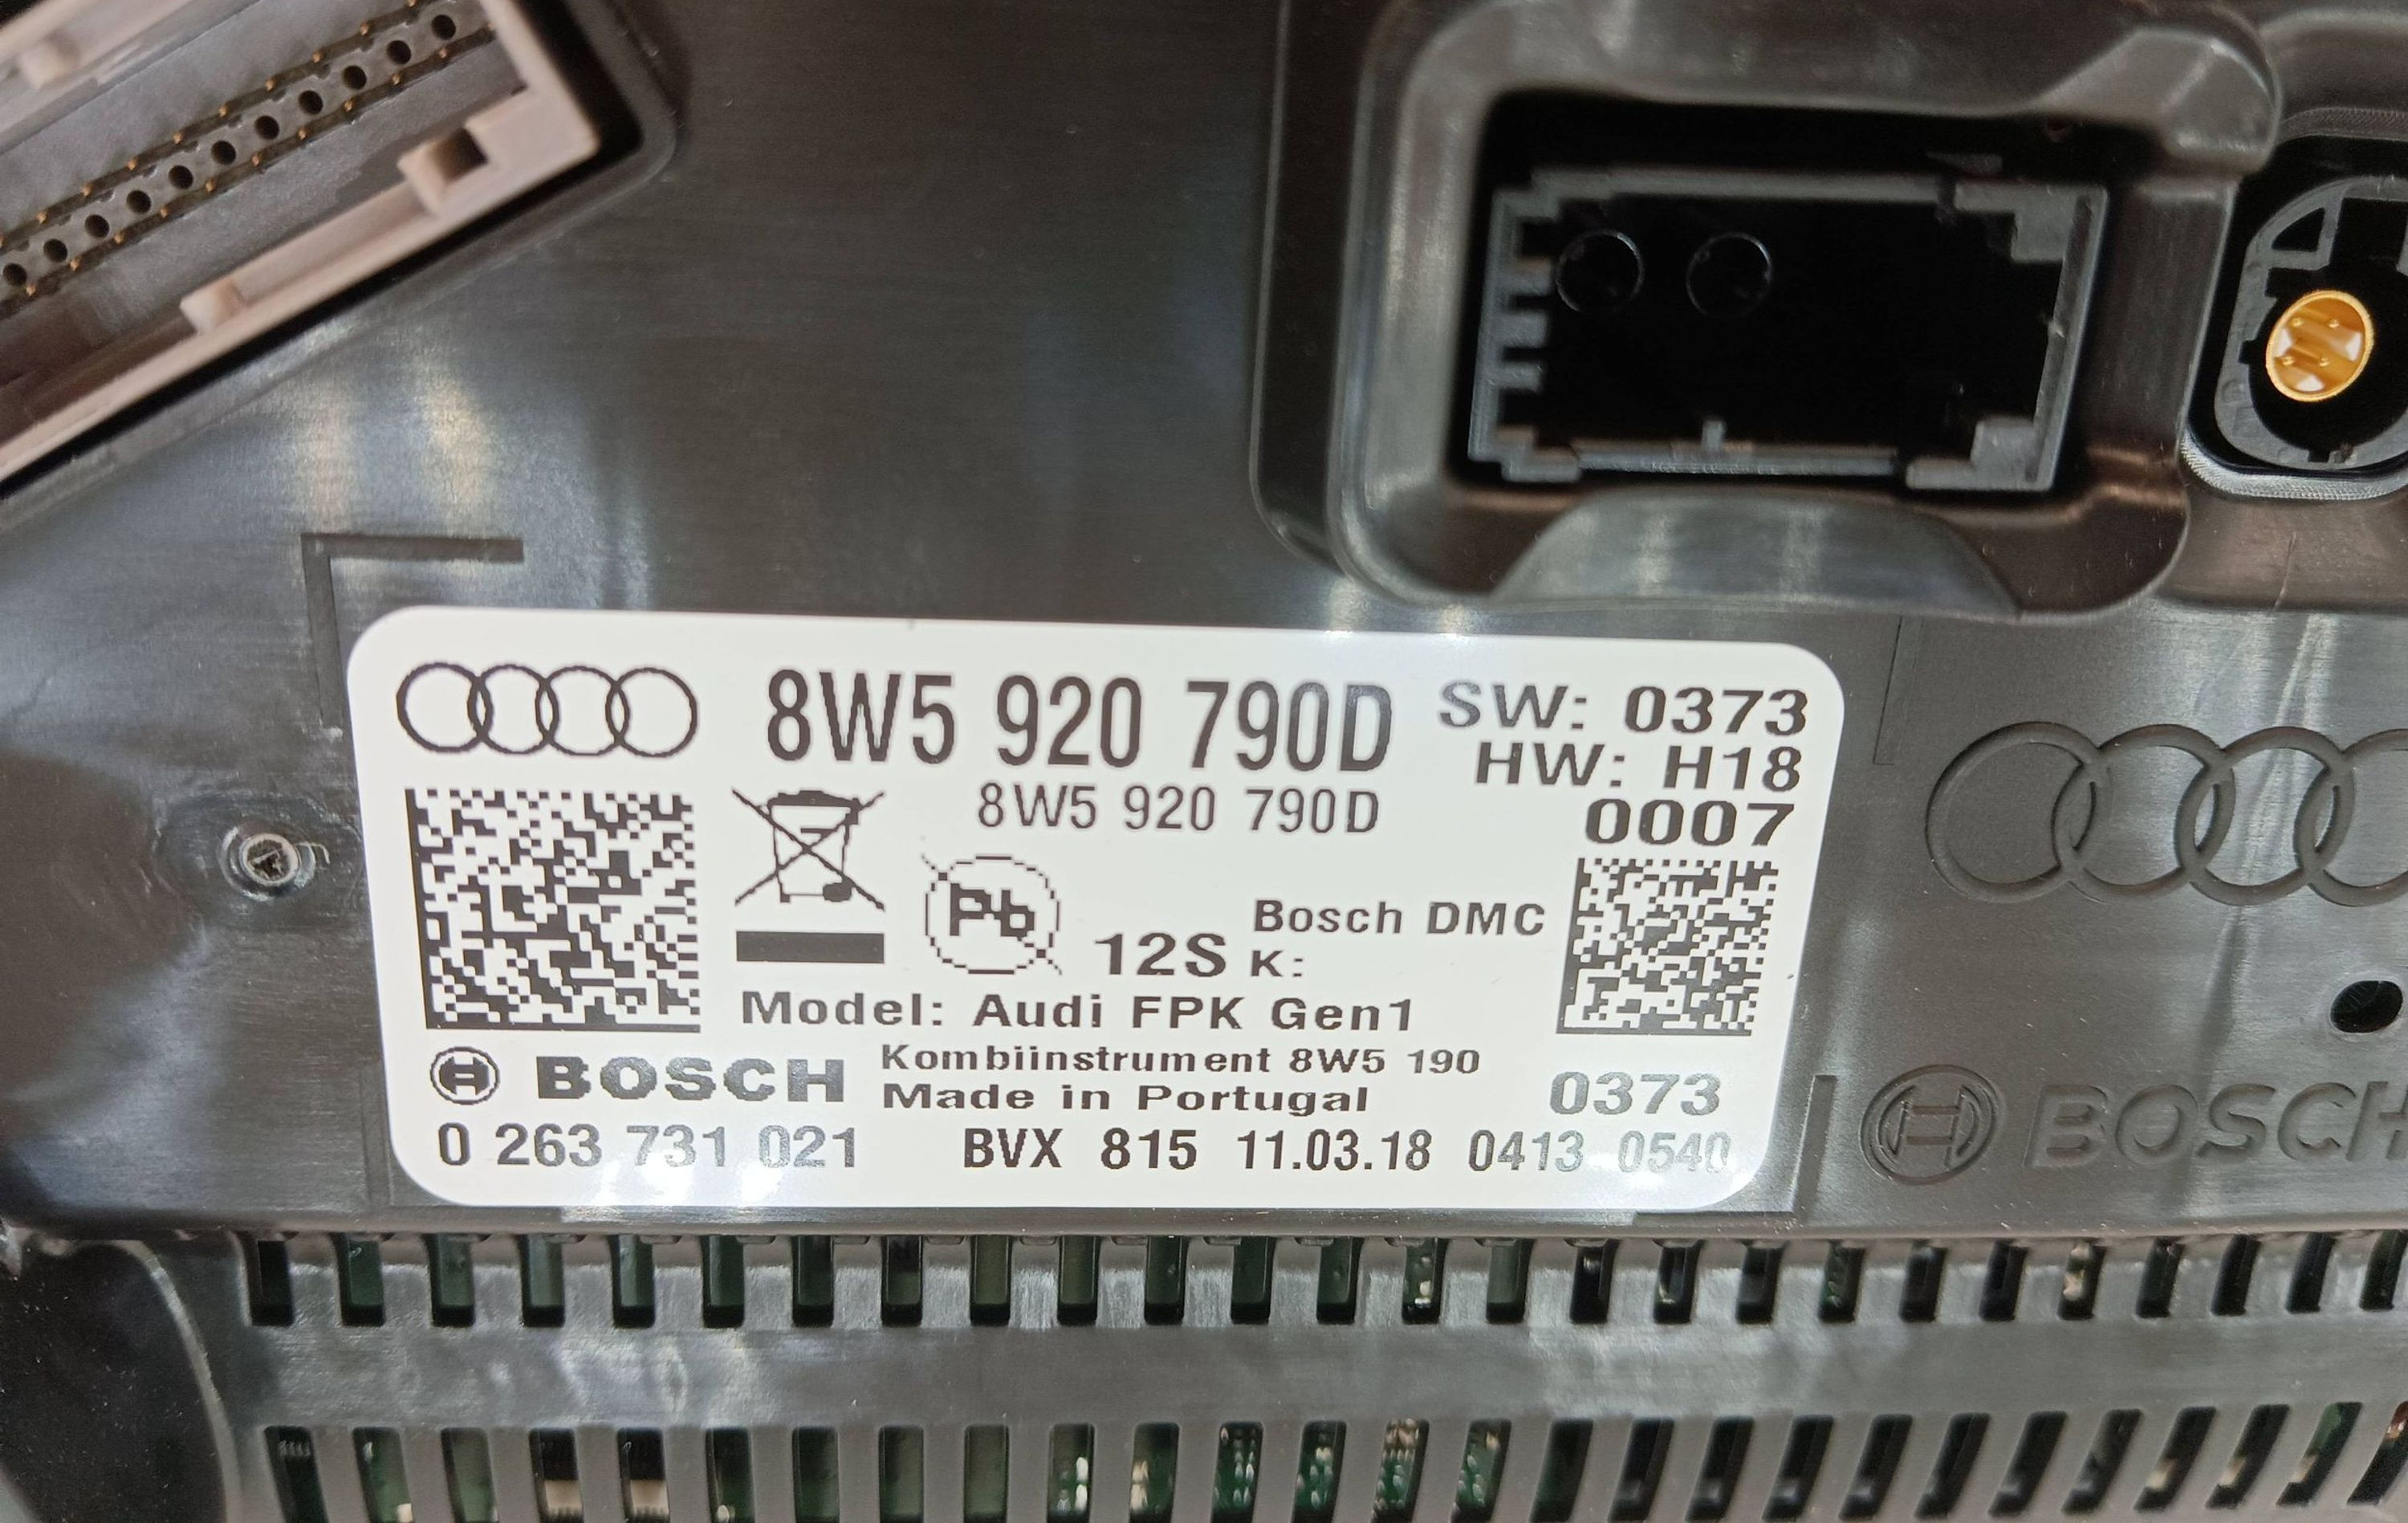 8W5 920 790D
SW: 0373
HW: H18
0007
8W5 920 790D
Pb
12S
Bosch DMC
K:
Model: Audi FPK Gen1
BOSCH
Kombiinstrument 8W5 190
Made in Portugal
0373
0 263 731 021 BVX 815 11.03.18 0413 0540
BOSCH